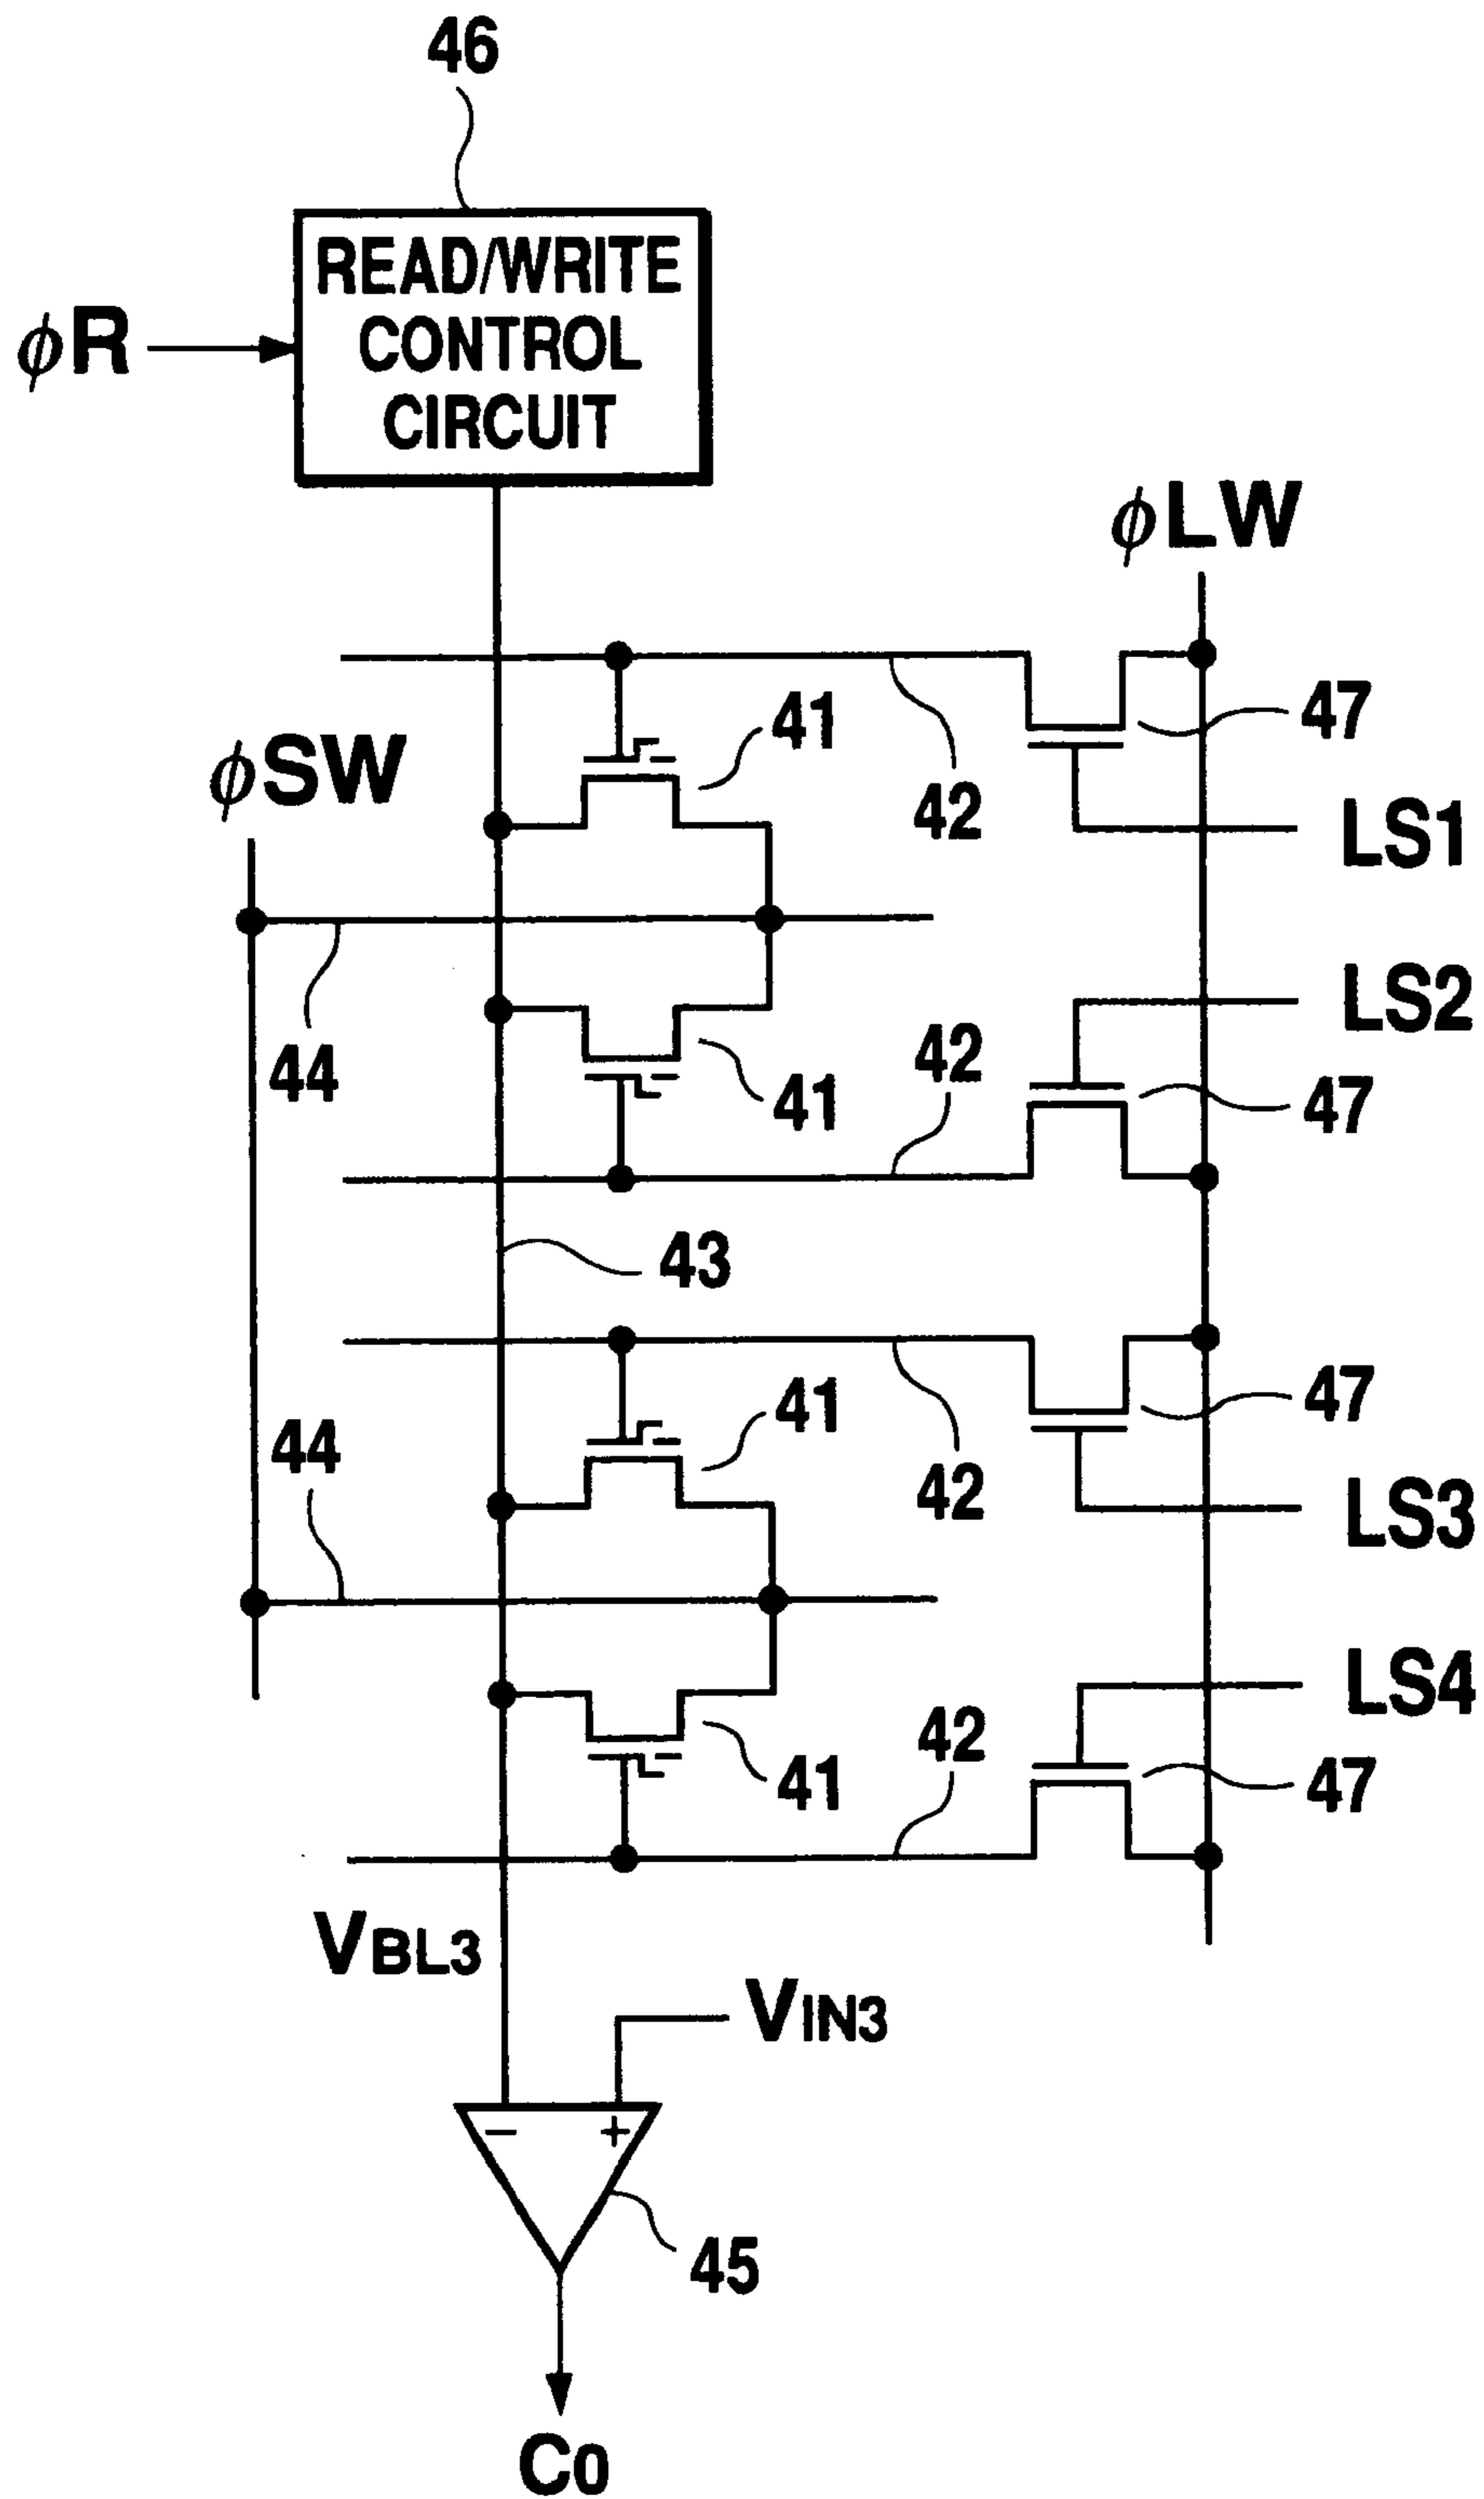 46
READ/WRITE
CONTROL
CIRCUIT
ϕR
ϕLW
41
47
ϕSW
42
LS1
LS2
44
42
41
47
43
41
47
44
42
LS3
LS4
42
41
47
VBL3
VIN3
− +
45
C0